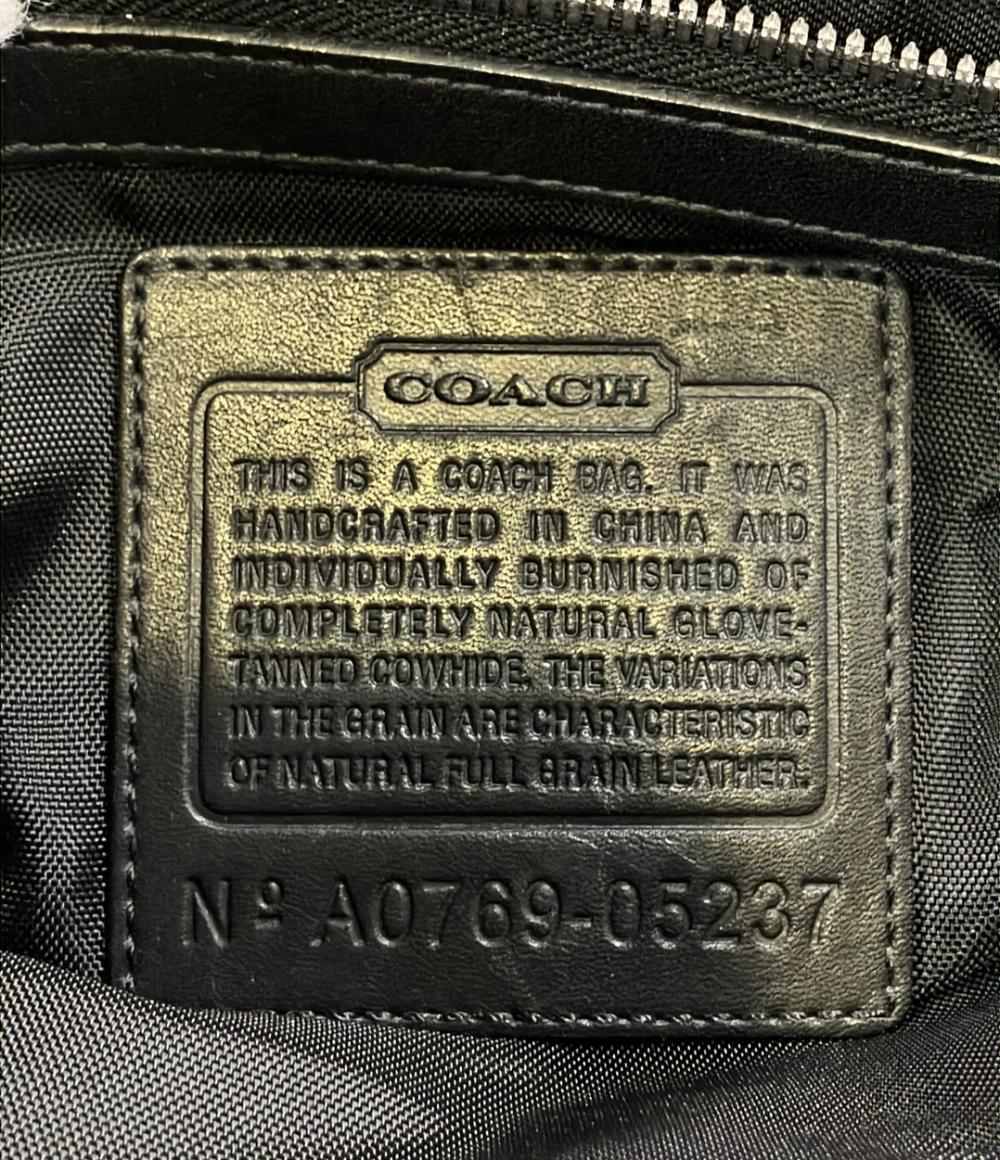 COACH
THIS IS A COACH BAG. IT WAS
HANDCRAFTED IN CHINA AND
INDIVIDUALLY BURNISHED OF
COMPLETELY NATURAL GLOVE-
TANNED COWHIDE. THE VARIATIONS
IN THE GRAIN ARE CHARACTERISTIC
OF NATURAL FULL GRAIN LEATHER.
Nº A0769-05237